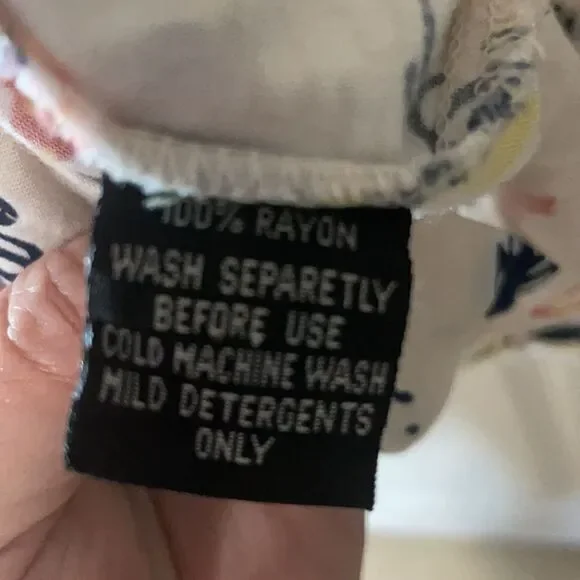 100% RAYON
WASH SEPARETLY
BEFORE USE
COLD MACHINE WASH
MILD DETERGENTS
ONLY